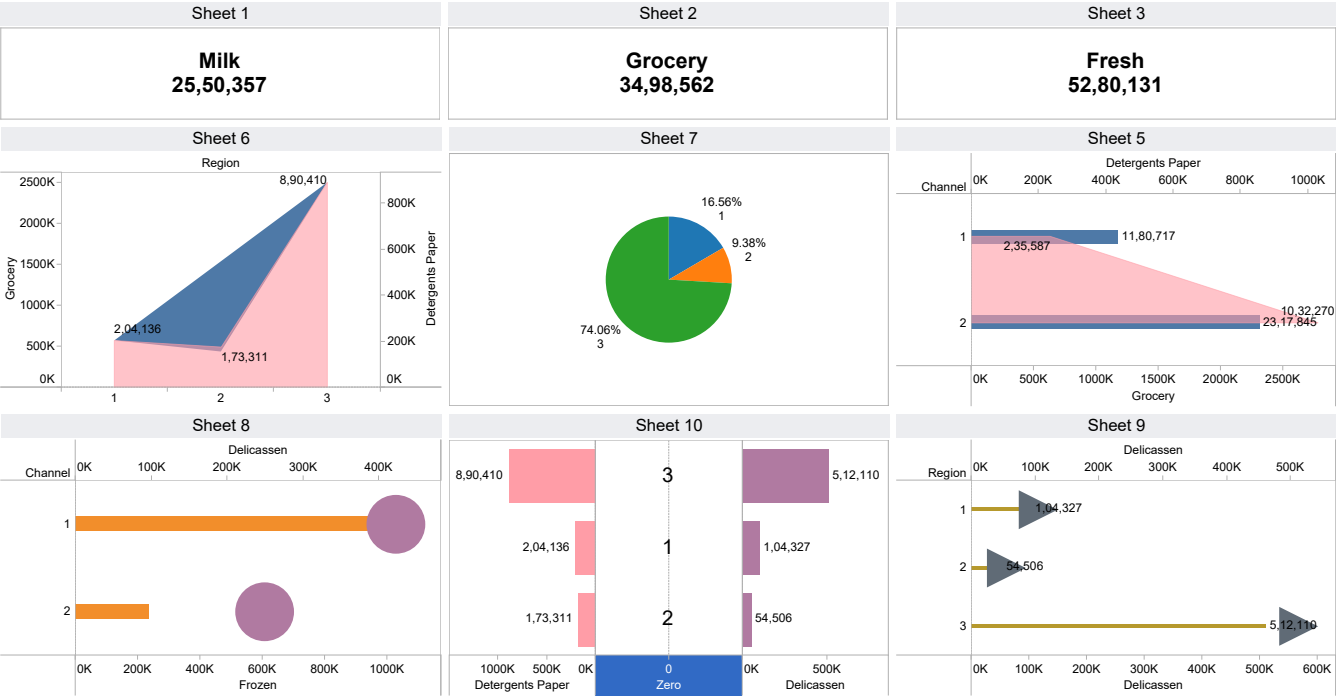 Sheet 1
Milk
25,50,357
Sheet 2
Grocery
34,98,562
Sheet 3
Fresh
52,80,131
Sheet 6
Region
2500K
2000K
1500K
1000K
500K
0K
Grocery
8,90,410
2,04,136
1,73,311
800K
600K
400K
200K
0K
Detergents Paper
1
2
3
Sheet 7
16.56%
1
9.38%
2
74.06%
3
Sheet 5
Detergents Paper
Channel
0K 200K 400K 600K 800K 1000K
1
11,80,717
2,35,587
2
10,32,270
23,17,845
0K 500K 1000K 1500K 2000K 2500K
Grocery
Sheet 8
Delicassen
Channel
0K 100K 200K 300K 400K
1
2
0K 200K 400K 600K 800K 1000K
Frozen
Sheet 10
8,90,410 3 5,12,110
2,04,136 1 1,04,327
1,73,311 2 54,506
1000K 500K 0K 0 0K 500K
Detergents Paper Zero Delicassen
Sheet 9
Delicassen
Region
0K 100K 200K 300K 400K 500K
1 1,04,327
2 54,506
3 5,12,110
0K 100K 200K 300K 400K 500K 600K
Delicassen